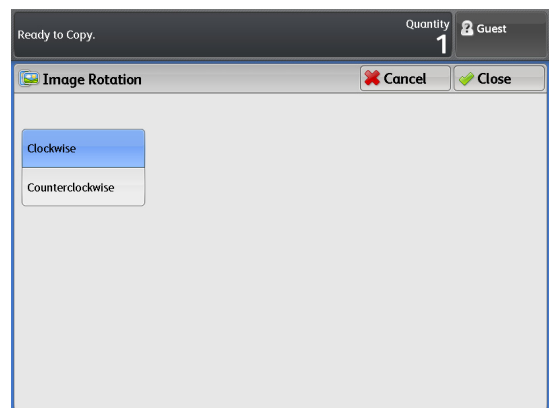 Ready to Copy.
Quantity
1
Guest
Image Rotation
Cancel
Close
Clockwise
Counterclockwise